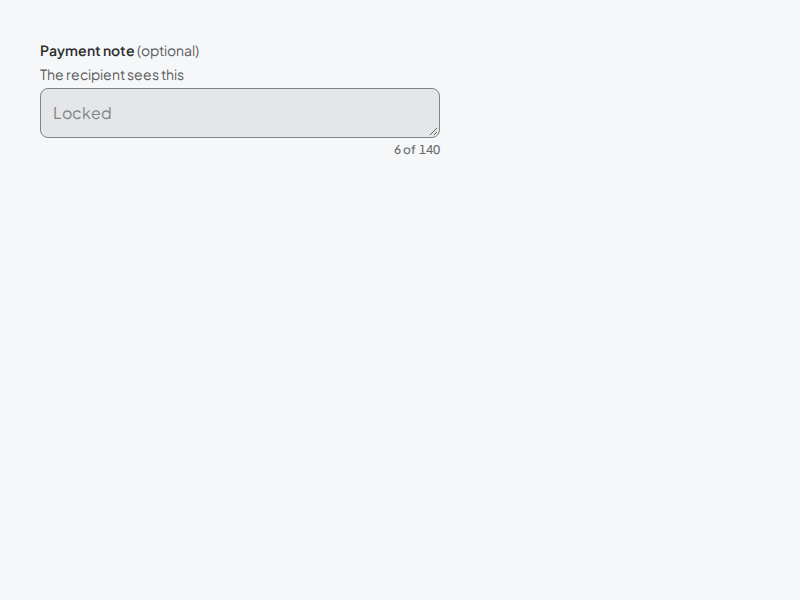 Payment note (optional)
The recipient sees this
Locked
6 of 140